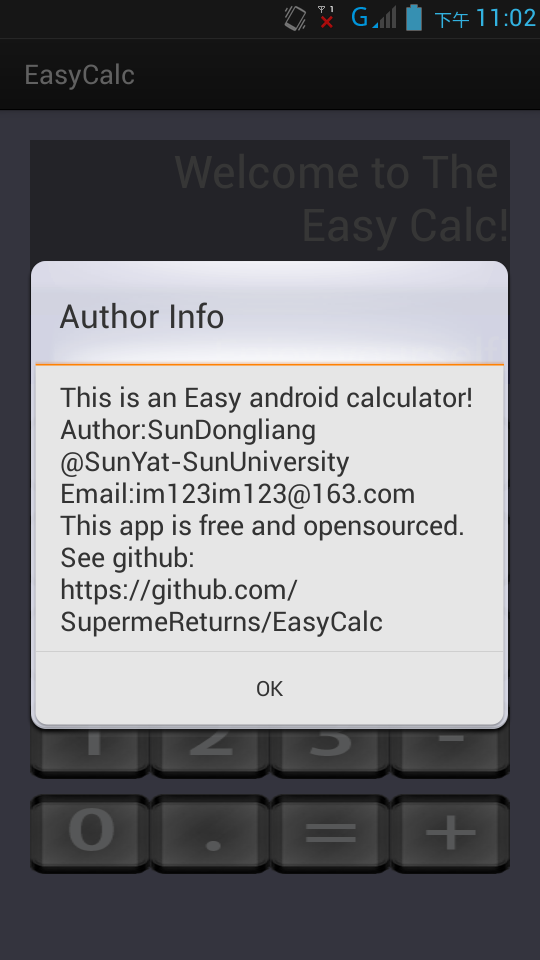 1
G
下午 11:02
EasyCalc
Welcome to The
Easy Calc!
Author Info
This is an Easy android calculator!
Author:SunDongliang
@SunYat-SunUniversity
Email:im123im123@163.com
This app is free and opensourced.
See github:
https://github.com/
SupermeReturns/EasyCalc
OK
1 2 3 -
0 . = +